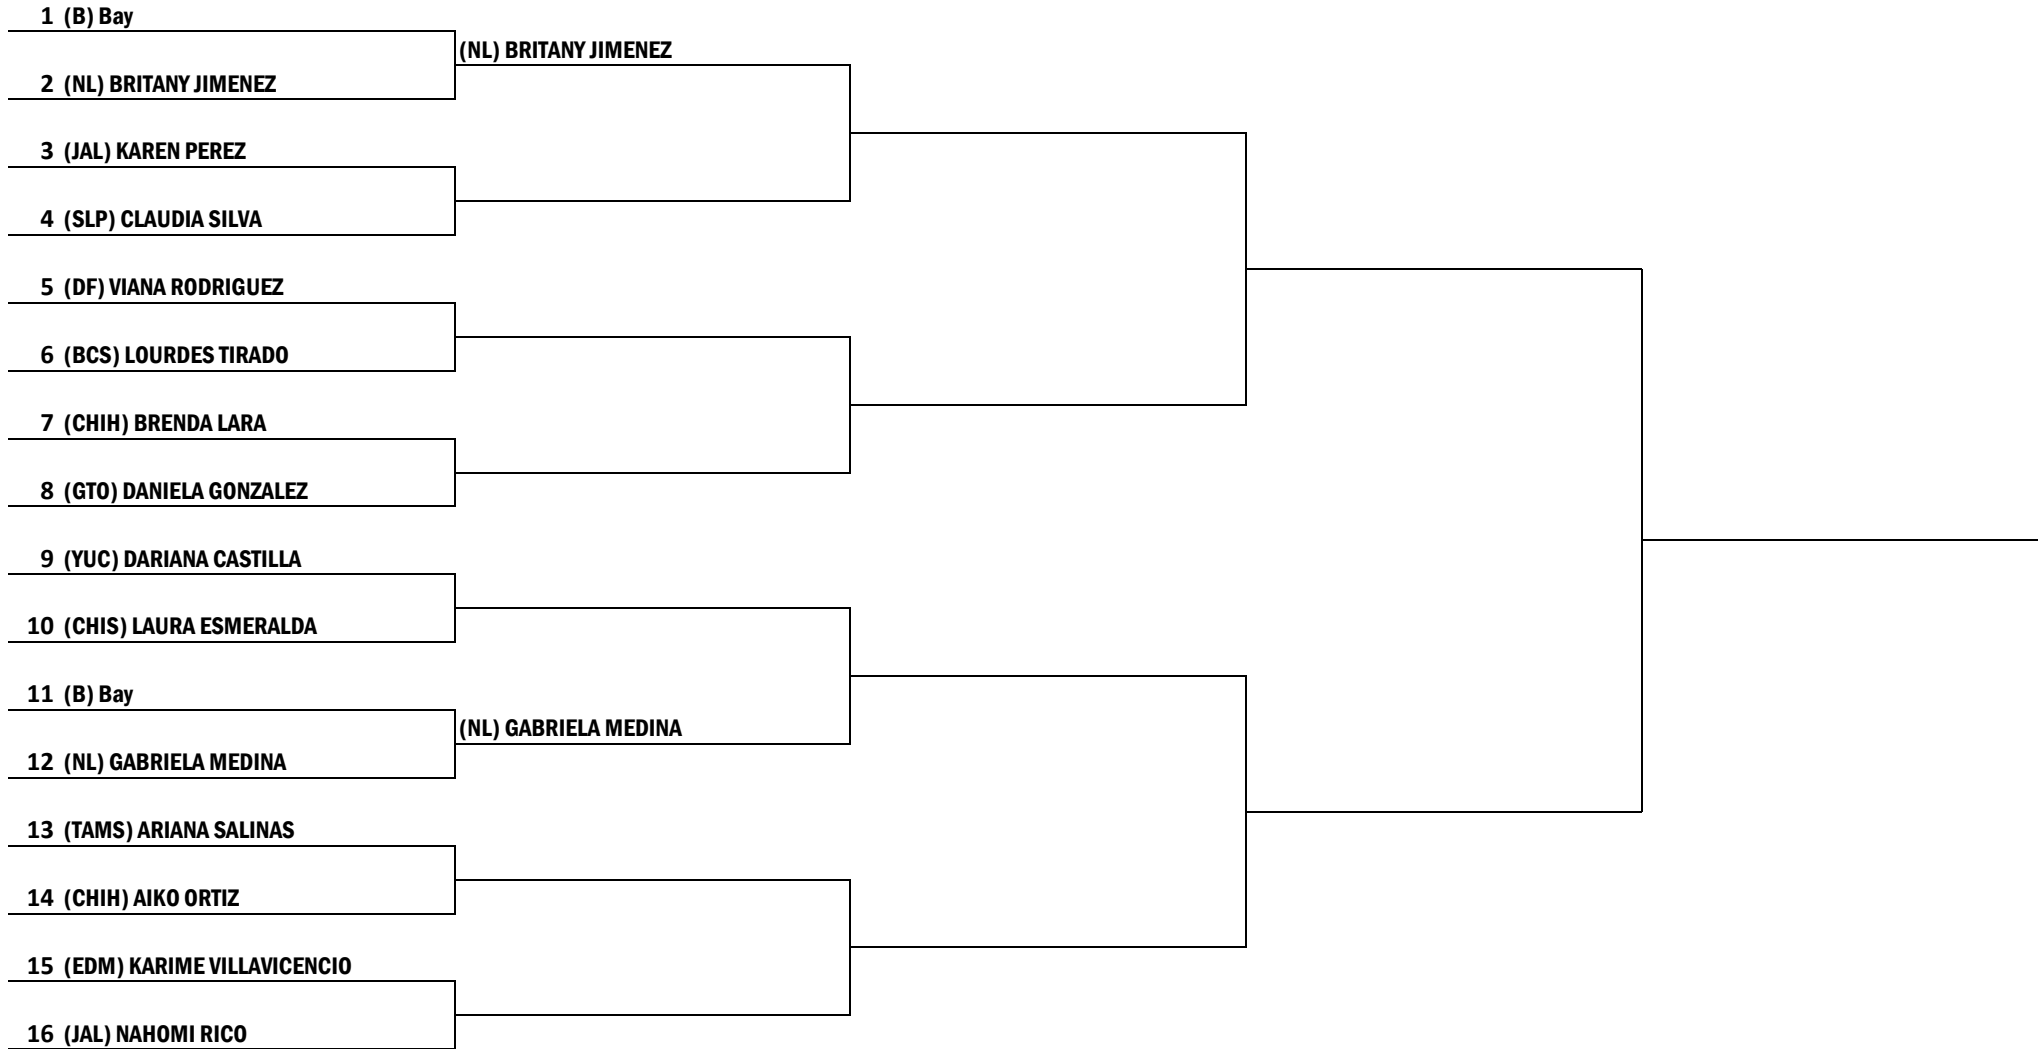 1 (B) Bay
(NL) BRITANY JIMENEZ
2 (NL) BRITANY JIMENEZ
3 (JAL) KAREN PEREZ
4 (SLP) CLAUDIA SILVA
5 (DF) VIANA RODRIGUEZ
6 (BCS) LOURDES TIRADO
7 (CHIH) BRENDA LARA
8 (GTO) DANIELA GONZALEZ
9 (YUC) DARIANA CASTILLA
10 (CHIS) LAURA ESMERALDA
11 (B) Bay
(NL) GABRIELA MEDINA
12 (NL) GABRIELA MEDINA
13 (TAMS) ARIANA SALINAS
14 (CHIH) AIKO ORTIZ
15 (EDM) KARIME VILLAVICENCIO
16 (JAL) NAHOMI RICO